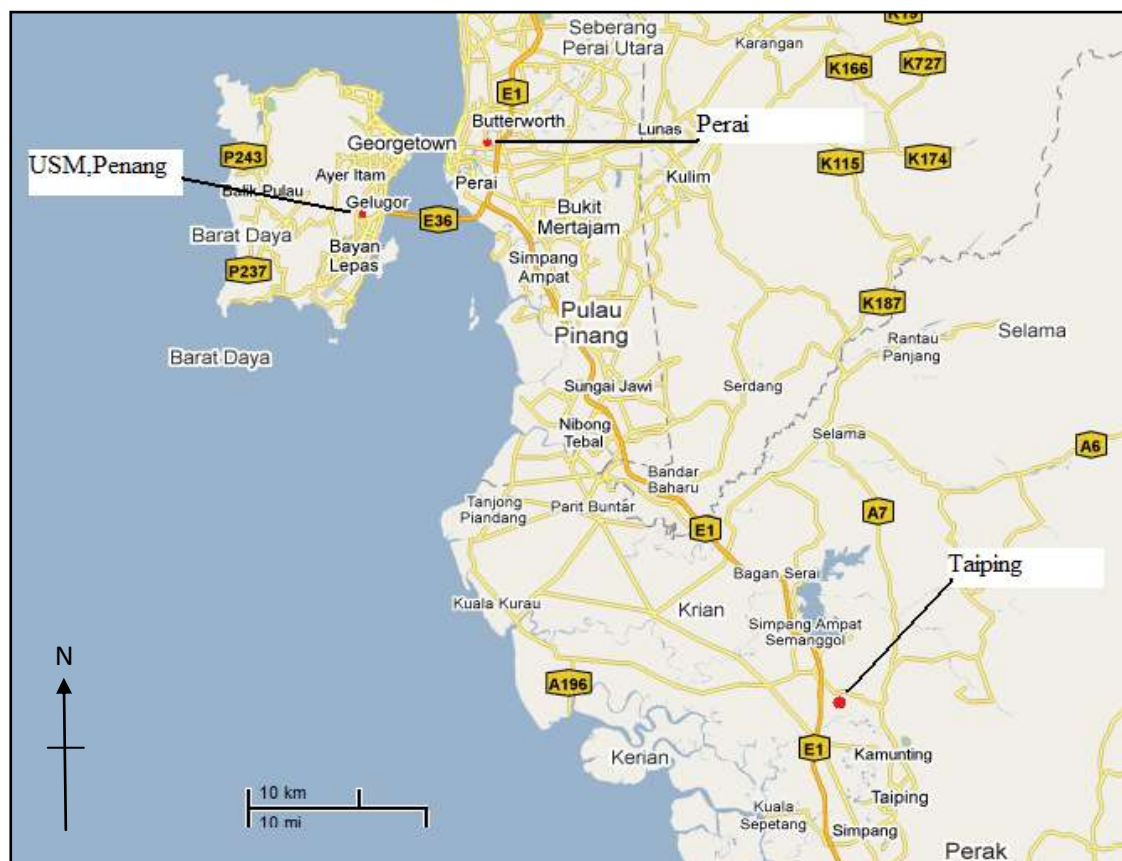 K19
Seberang
Perai Utara
Karangan
K166
K727
E1
Butterworth
Lunas
Perai
Georgetown
P243
K115
K174
USM,Penang
Ayer Itam
Perai
Kulim
Balik Pulau
Gelugor
E36
Bukit
Mertajam
Barat Daya
Bayan
Lepas
Simpang
Ampat
P237
K187
Pulau
Pinang
Selama
Rantau
Panjang
Barat Daya
Sungai Jawi
Serdang
Nibong
Tebal
Selama
A6
Bandar
Baharu
Tanjong
Piandang
Parit Buntar
A7
E1
Taiping
Bagan Serai
Kuala Kurau
Krian
Simpang Ampat
Semanggol
N
A196
E1
Kerian
Kamunting
10 km
10 mi
Taiping
Kuala
Sepetang
Simpang
Perak